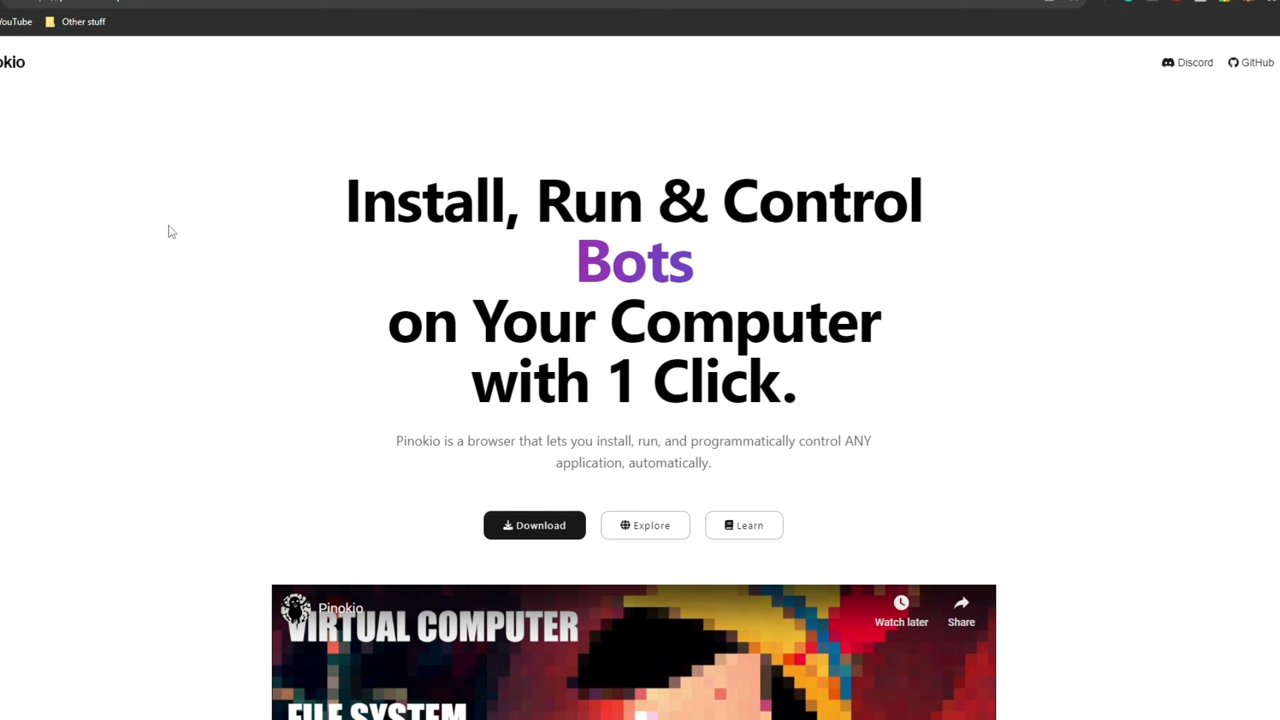 YouTube
Other stuff
okio
Discord
GitHub
Install, Run & Control
Bots
on Your Computer
with 1 Click.
Pinokio is a browser that lets you install, run, and programmatically control ANY
application, automatically.
Download
Explore
Learn
Pinokio
Watch later
Share
VIRTUAL COMPUTER
FILE SYSTEM